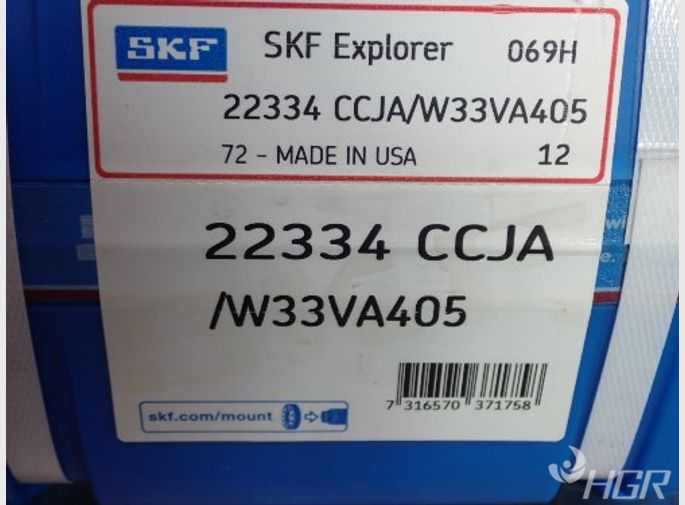 SKF SKF Explorer 069H
22334 CCJA/W33VA405
72 - MADE IN USA 12
22334 CCJA
/W33VA405
skf.com/mount
7 316570 371758
HGR